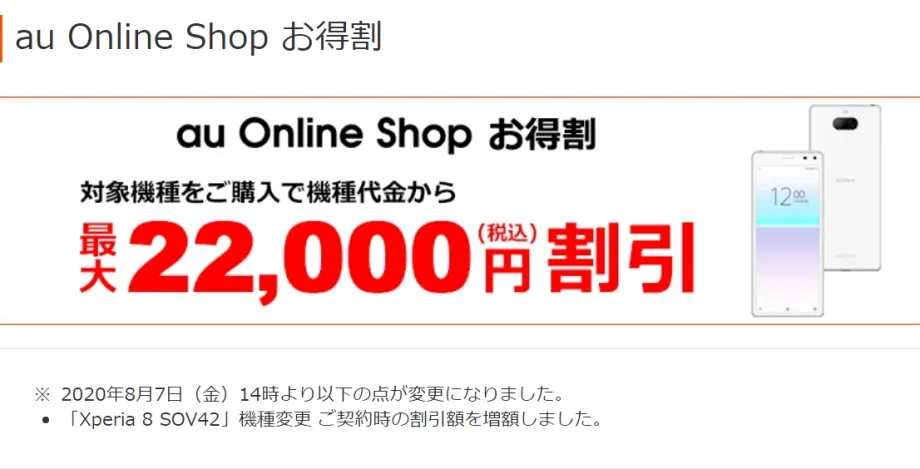 au Online Shop お得割
au Online Shop お得割
対象機種をご購入で機種代金から
最大22,000円(税込)割引
12:00
SONY
※ 2020年8月7日（金）14時より以下の点が変更になりました。
• 「Xperia 8 SOV42」機種変更 ご契約時の割引額を増額しました。